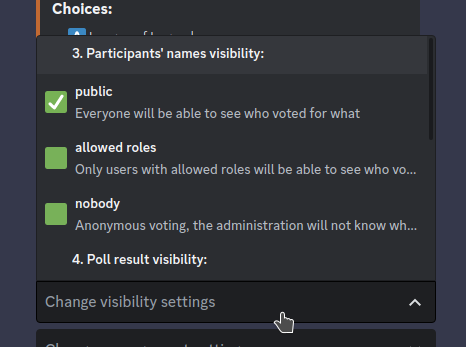 Choices:
3. Participants' names visibility:
public
Everyone will be able to see who voted for what
allowed roles
Only users with allowed roles will be able to see who vo...
nobody
Anonymous voting, the administration will not know wh...
4. Poll result visibility:
Change visibility settings